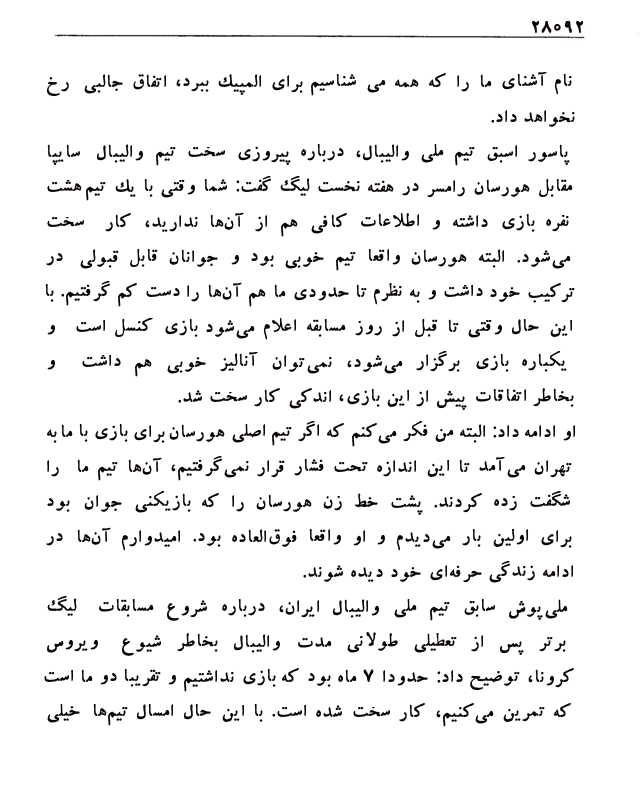 ۲۸۰۹۲
نام آشنای ما را که همه می شناسیم برای المپیک ببرد، اتفاق جالبی رخ
نخواهد داد.
پاسور اسبق تیم ملی والیبال، درباره پیروزی سخت تیم والیبال سایپا
مقابل هورسان رامسر در هفته نخست لیگ گفت: شما وقتی با یک تیم هشت
نفره بازی داشته و اطلاعات کافی هم از آن‌ها ندارید، کار سخت
می‌شود. البته هورسان واقعا تیم خوبی بود و جوانان قابل قبولی در
ترکیب خود داشت و به نظرم تا حدودی ما هم آن‌ها را دست کم گرفتیم. با
این حال وقتی تا قبل از روز مسابقه اعلام می‌شود بازی کنسل است و
یکباره بازی برگزار می‌شود، نمی‌توان آنالیز خوبی هم داشت و
بخاطر اتفاقات پیش از این بازی، اندکی کار سخت شد.
او ادامه داد: البته من فکر می‌کنم که اگر تیم اصلی هورسان برای بازی با ما به
تهران می‌آمد تا این اندازه تحت فشار قرار نمی‌گرفتیم، آن‌ها تیم ما را
شگفت زده کردند. پشت خط زن هورسان را که بازیکنی جوان بود
برای اولین بار می‌دیدم و او واقعا فوق‌العاده بود. امیدوارم آن‌ها در
ادامه زندگی حرفه‌ای خود دیده شوند.
ملی‌پوش سابق تیم ملی والیبال ایران، درباره شروع مسابقات لیگ
برتر پس از تعطیلی طولانی مدت والیبال بخاطر شیوع ویروس
کرونا، توضیح داد: حدودا ۷ ماه بود که بازی نداشتیم و تقریبا دو ما است
که تمرین می‌کنیم، کار سخت شده است. با این حال امسال تیم‌ها خیلی